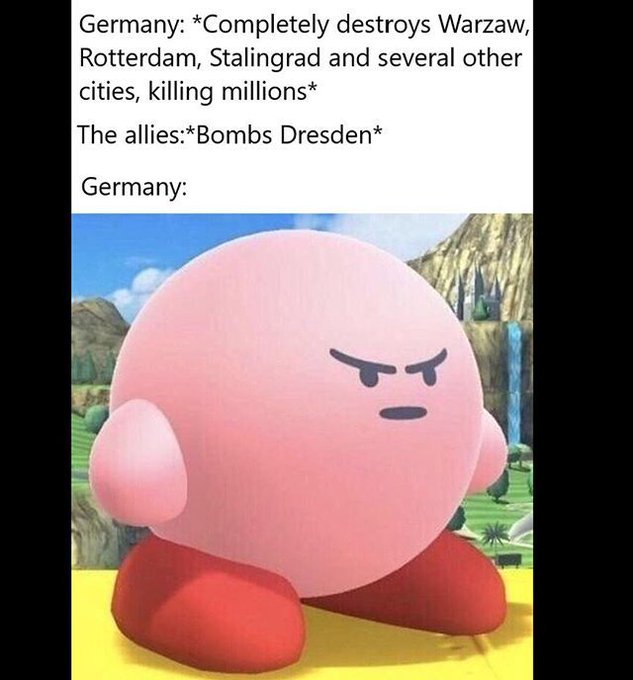 Germany: *Completely destroys Warzaw,
Rotterdam, Stalingrad and several other
cities, killing millions*
The allies:*Bombs Dresden*
Germany: